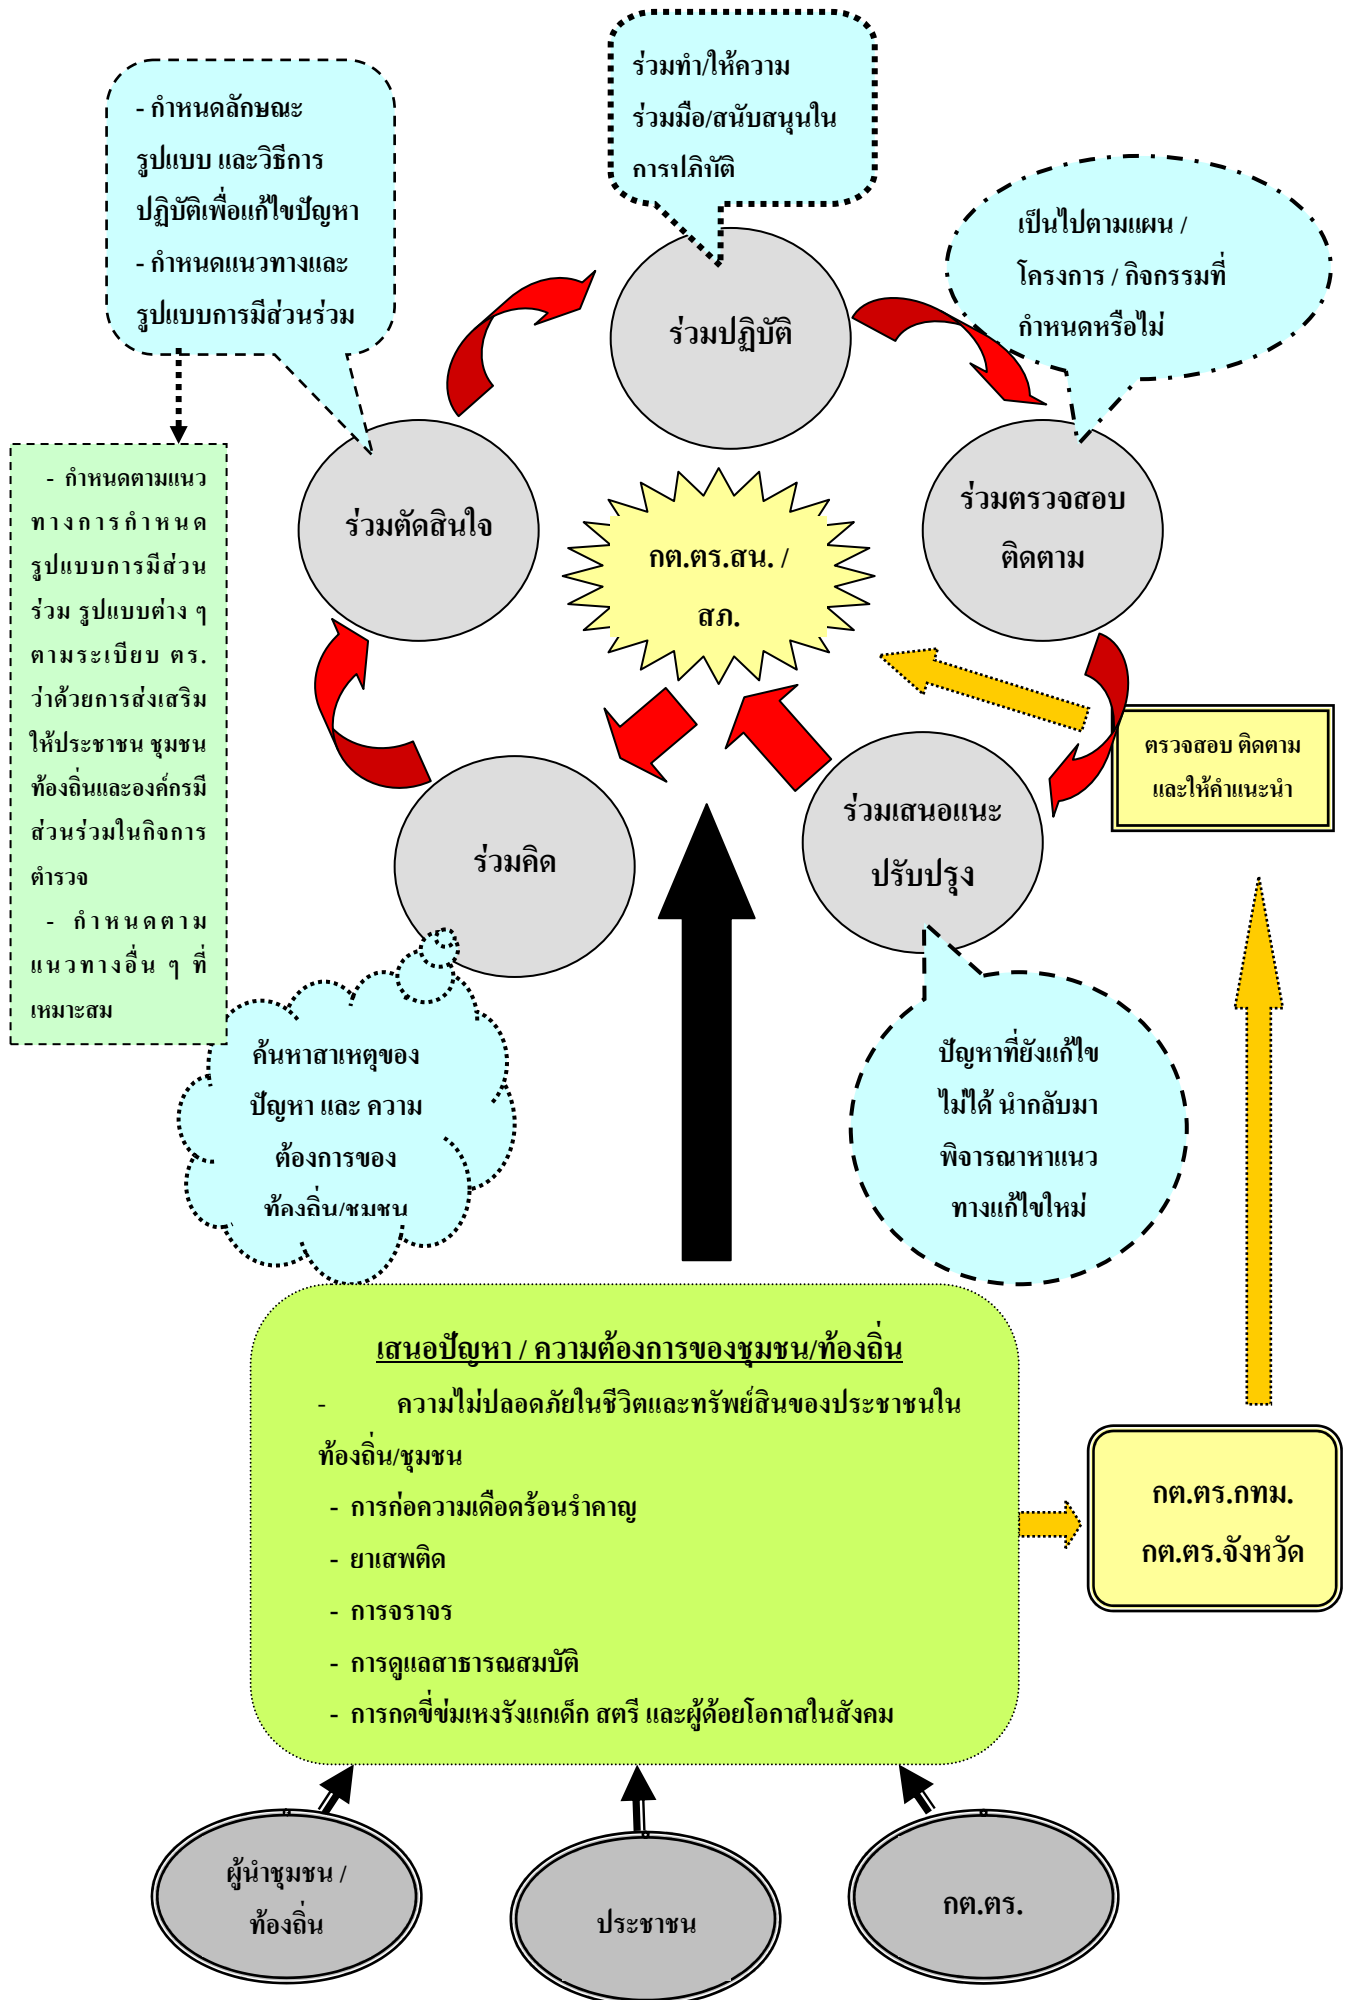 ร่วมทำ/ให้ความ
ร่วมมือ/สนับสนุนใน
การปฏิบัติ
- กำหนดลักษณะ
รูปแบบ และวิธีการ
ปฏิบัติเพื่อแก้ไขปัญหา
- กำหนดแนวทางและ
รูปแบบการมีส่วนร่วม
เป็นไปตามแผน /
โครงการ / กิจกรรมที่
กำหนดหรือไม่
ร่วมปฏิบัติ
ร่วมตัดสินใจ
ร่วมตรวจสอบ
ติดตาม
กต.ตร.สน. /
สภ.
- กำหนดตามแนว
ทางการกำหนด
รูปแบบการมีส่วน
ร่วม รูปแบบต่าง ๆ
ตามระเบียบ ตร.
ว่าด้วยการส่งเสริม
ให้ประชาชน ชุมชน
ท้องถิ่นและองค์กรมี
ส่วนร่วมในกิจการ
ตำรวจ
- กำหนดตาม
แนวทางอื่น ๆ ที่
เหมาะสม
ตรวจสอบ ติดตาม
และให้คำแนะนำ
ร่วมคิด
ร่วมเสนอแนะ
ปรับปรุง
ค้นหาสาเหตุของ
ปัญหา และ ความ
ต้องการของ
ท้องถิ่น/ชุมชน
ปัญหาที่ยังแก้ไข
ไม่ได้ นำกลับมา
พิจารณาหาแนว
ทางแก้ไขใหม่
เสนอปัญหา / ความต้องการของชุมชน/ท้องถิ่น
- ความไม่ปลอดภัยในชีวิตและทรัพย์สินของประชาชนใน
ท้องถิ่น/ชุมชน
- การก่อความเดือดร้อนรำคาญ
- ยาเสพติด
- การจราจร
- การดูแลสาธารณสมบัติ
- การกดขี่ข่มเหงรังแกเด็ก สตรี และผู้ด้อยโอกาสในสังคม
กต.ตร.กทม.
กต.ตร.จังหวัด
ผู้นำชุมชน /
ท้องถิ่น
ประชาชน
กต.ตร.